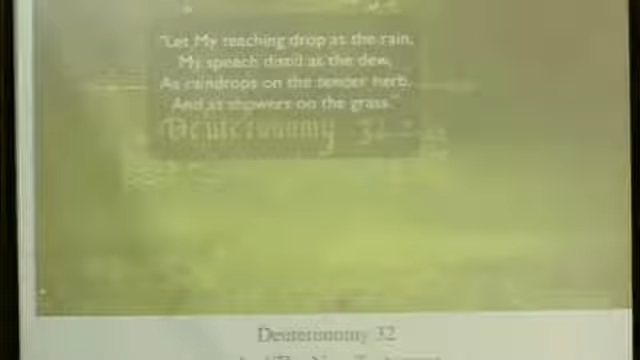 "Let My teaching drop as the rain,
My speech distill as the dew,
As raindrops on the tender herb,
And as showers on the grass."
Deuteronomy 32
Deuteronomy 32